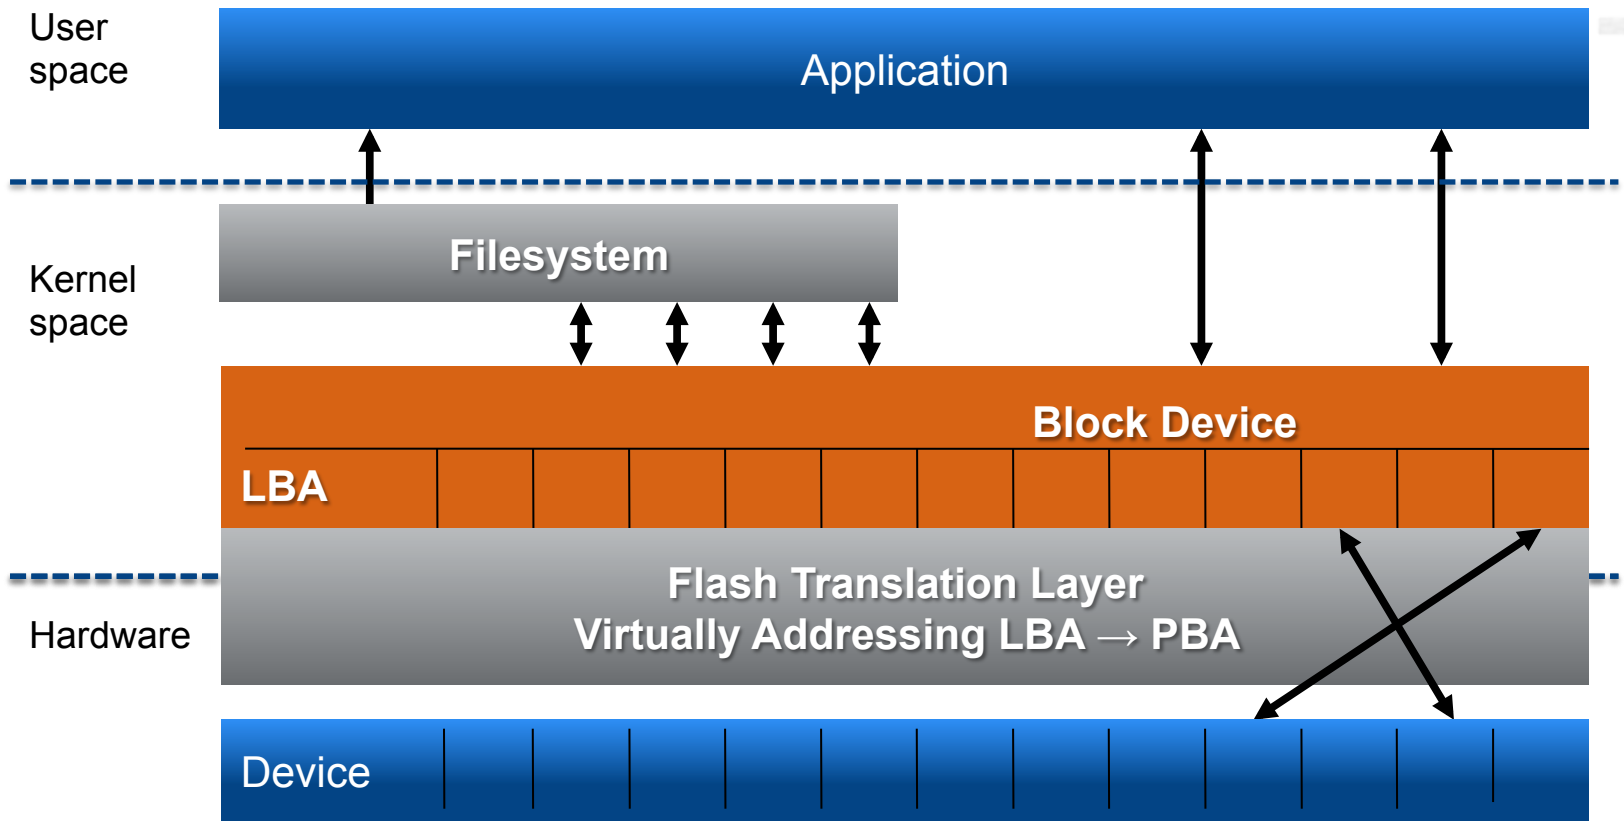 User
space
Application
Filesystem
Kernel
space
Block Device
LBA
Flash Translation Layer
Virtually Addressing LBA → PBA
Hardware
Device